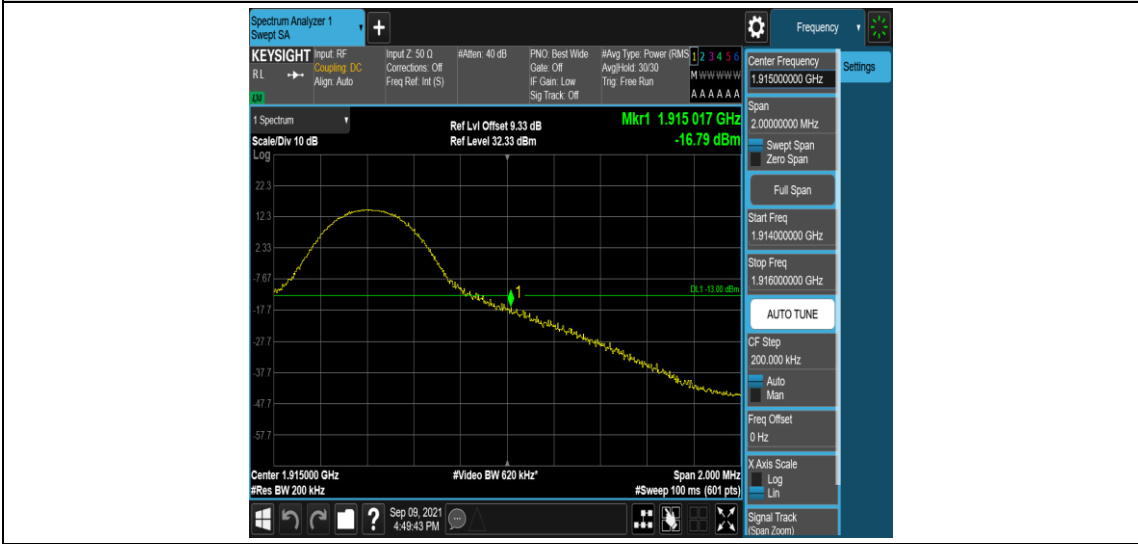 Spectrum Analyzer 1
Swept SA
+
Frequency
KEYSIGHT
RL
LM
Input: RF
Coupling: DC
Align: Auto
Input Z: 50 Ω
Corrections: Off
Freq Ref: Int (S)
#Atten: 40 dB
PNO: Best Wide
Gate: Off
IF Gain: Low
Sig Track: Off
#Avg Type: Power (RMS
Avg|Hold: 30/30
Trig: Free Run
1 2 3 4 5 6
M W W W W W
A A A A A A
1 Spectrum
Scale/Div 10 dB
Log
Ref Lvl Offset 9.33 dB
Ref Level 32.33 dBm
Mkr1 1.915 017 GHz
-16.79 dBm
22.3
12.3
2.33
-7.67
-17.7
-27.7
-37.7
-47.7
-57.7
1
DL1 -13.00 dBm
Center 1.915000 GHz
#Res BW 200 kHz
#Video BW 620 kHz*
Span 2.000 MHz
#Sweep 100 ms (601 pts)
Center Frequency
1.915000000 GHz
Settings
Span
2.00000000 MHz
Swept Span
Zero Span
Full Span
Start Freq
1.914000000 GHz
Stop Freq
1.916000000 GHz
AUTO TUNE
CF Step
200.000 kHz
Auto
Man
Freq Offset
0 Hz
X Axis Scale
Log
Lin
Signal Track
(Span Zoom)
?
Sep 09, 2021
4:49:43 PM